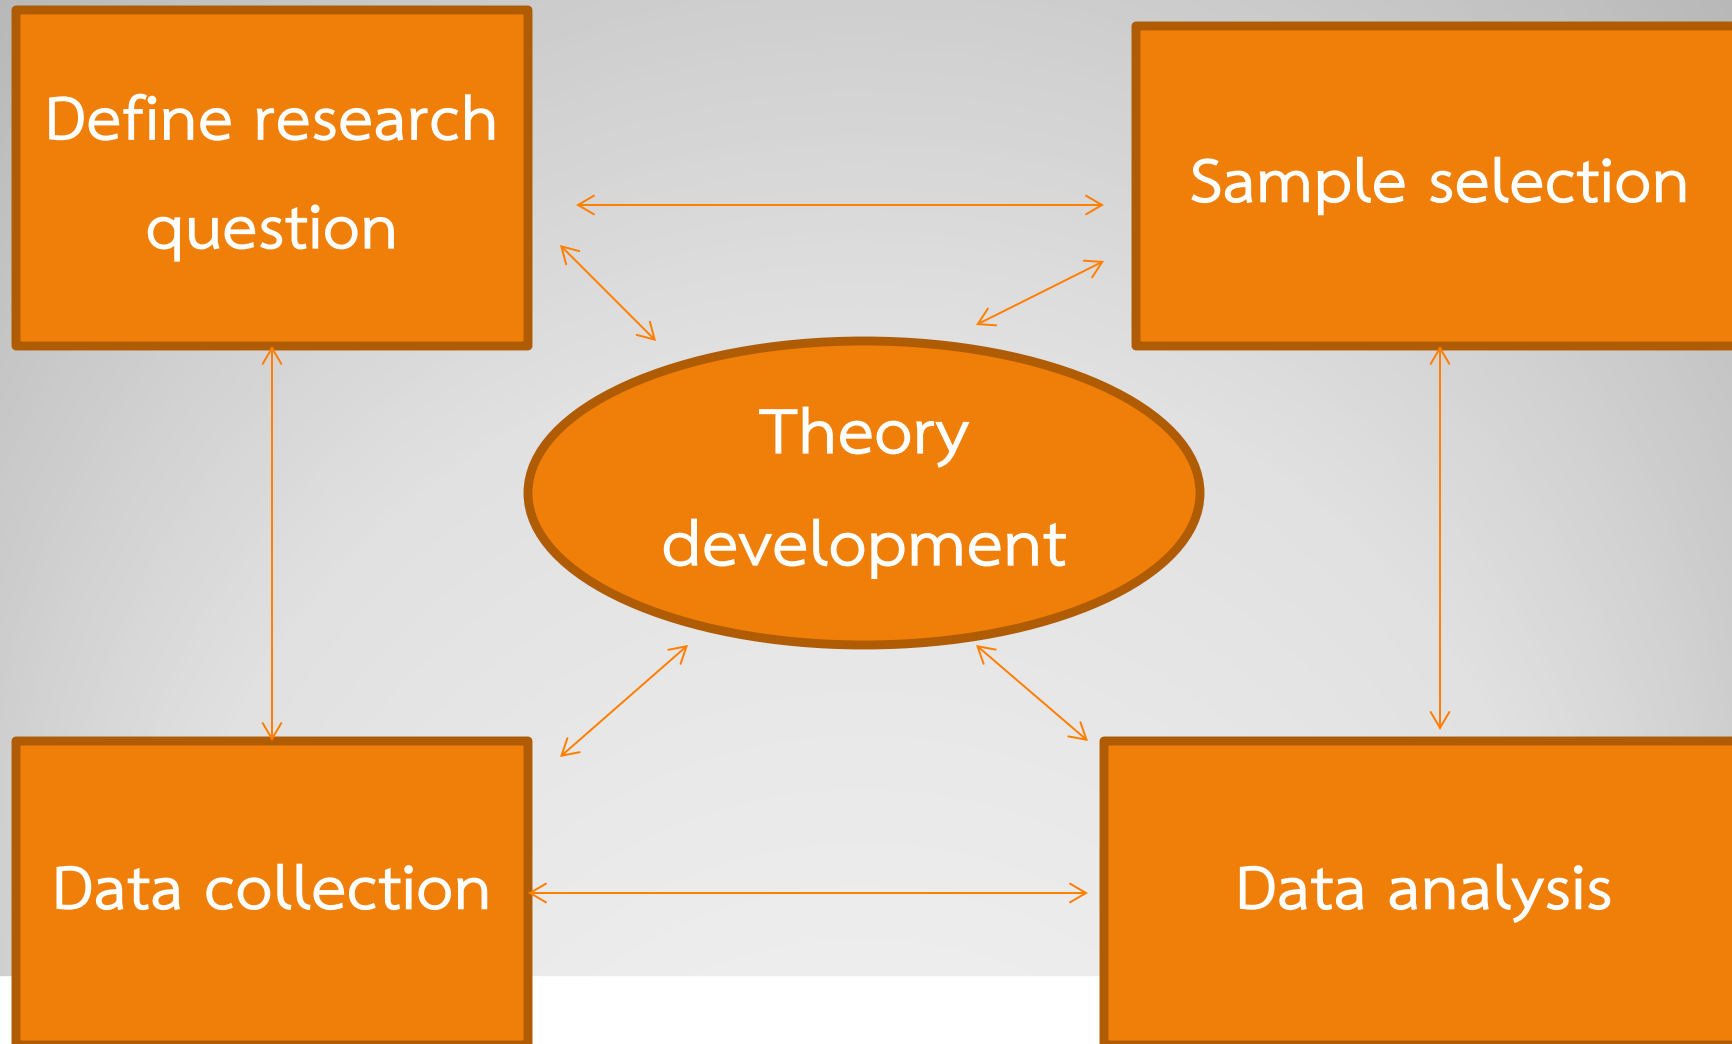 Define research
question
Sample selection
Theory
development
Data collection
Data analysis